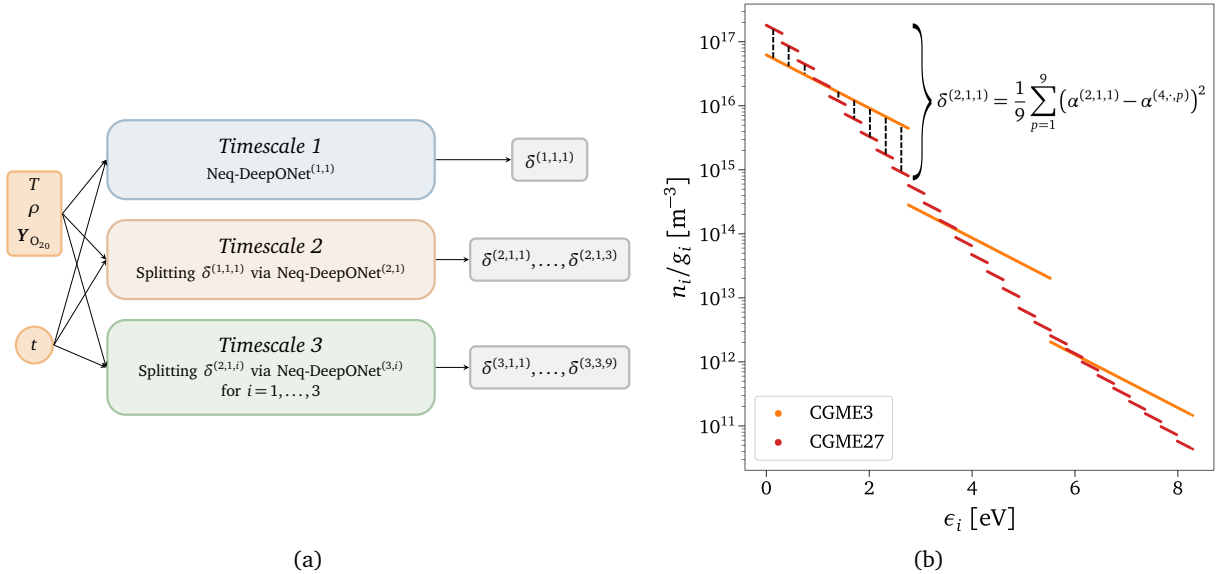 T
ρ
Y_{O_{20}}
t
Timescale 1
Neq-DeepONet^{(1,1)}
δ^{(1,1,1)}
Timescale 2
Splitting δ^{(1,1,1)} via Neq-DeepONet^{(2,1)}
δ^{(2,1,1)},...,δ^{(2,1,3)}
Timescale 3
Splitting δ^{(2,1,i)} via Neq-DeepONet^{(3,i)}
for i=1,...,3
δ^{(3,1,1)},...,δ^{(3,3,9)}
(a)
n_i/g_i [m^{-3}]
10^{17}
10^{16}
10^{15}
10^{14}
10^{13}
10^{12}
10^{11}
δ^{(2,1,1)} = \frac{1}{9} \sum_{p=1}^{9} (α^{(2,1,1)} − α^{(4,·,p)})^2
CGME3
CGME27
0 2 4 6 8
ϵ_i [eV]
(b)